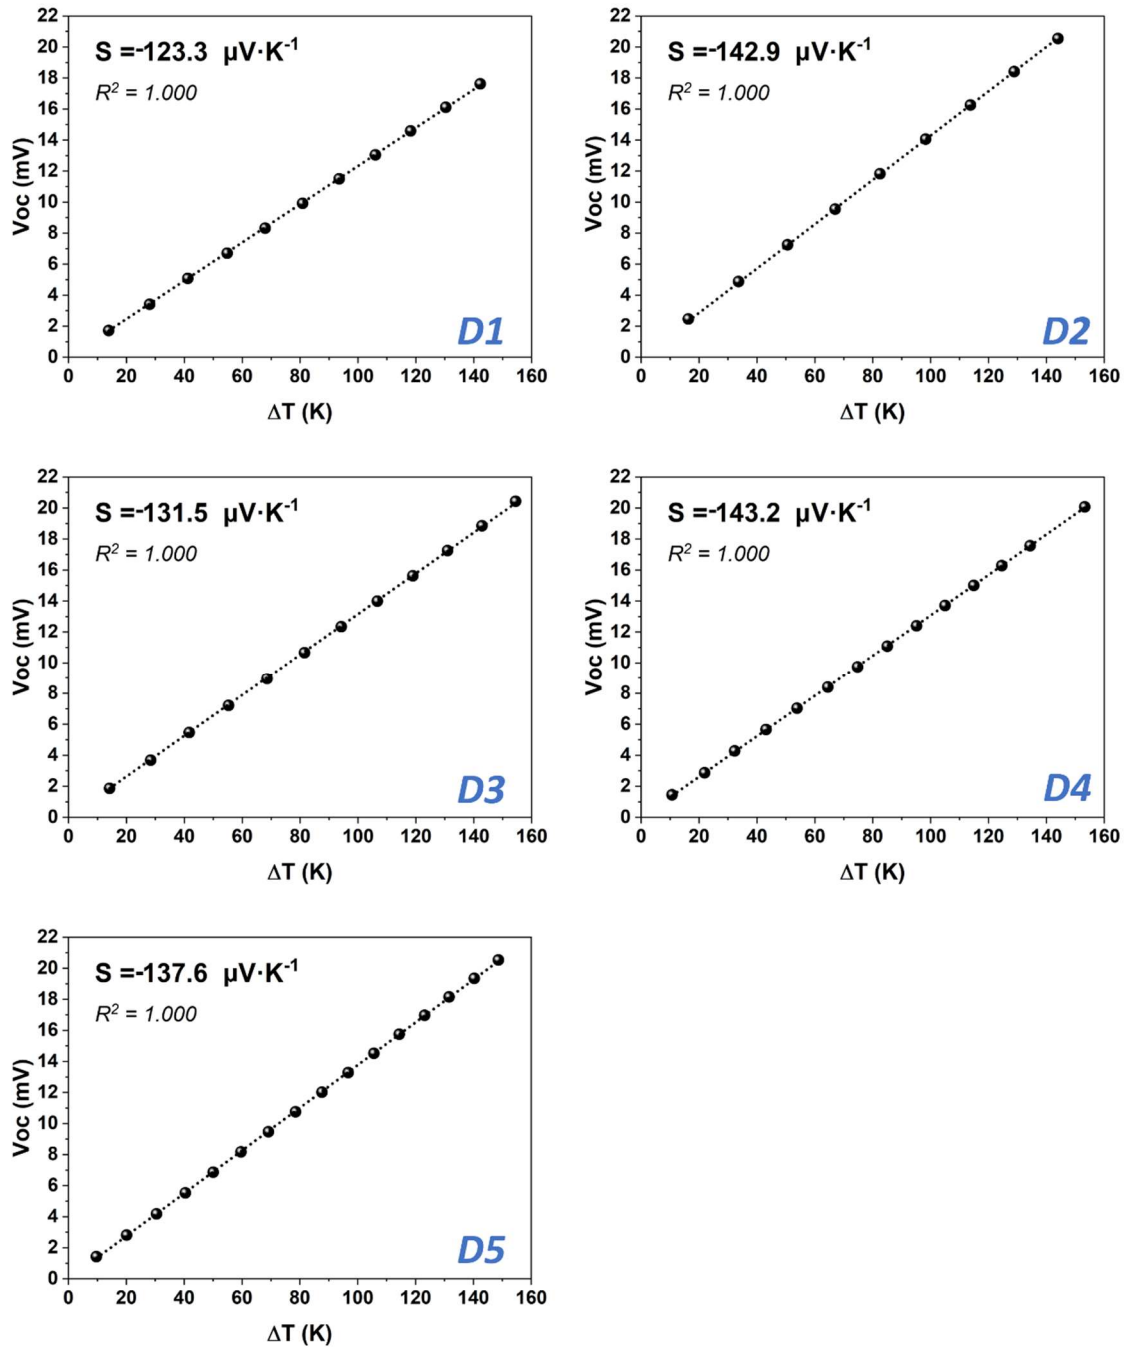 22
20
18
16
14
12
10
8
6
4
2
0
Voc (mV)
S =-123.3 µV·K-1
R2 = 1.000
D1
0 20 40 60 80 100 120 140 160
ΔT (K)
22
20
18
16
14
12
10
8
6
4
2
0
Voc (mV)
S =-142.9 µV·K-1
R2 = 1.000
D2
0 20 40 60 80 100 120 140 160
ΔT (K)
22
20
18
16
14
12
10
8
6
4
2
0
Voc (mV)
S =-131.5 µV·K-1
R2 = 1.000
D3
0 20 40 60 80 100 120 140 160
ΔT (K)
22
20
18
16
14
12
10
8
6
4
2
0
Voc (mV)
S =-143.2 µV·K-1
R2 = 1.000
D4
0 20 40 60 80 100 120 140 160
ΔT (K)
22
20
18
16
14
12
10
8
6
4
2
0
Voc (mV)
S =-137.6 µV·K-1
R2 = 1.000
D5
0 20 40 60 80 100 120 140 160
ΔT (K)